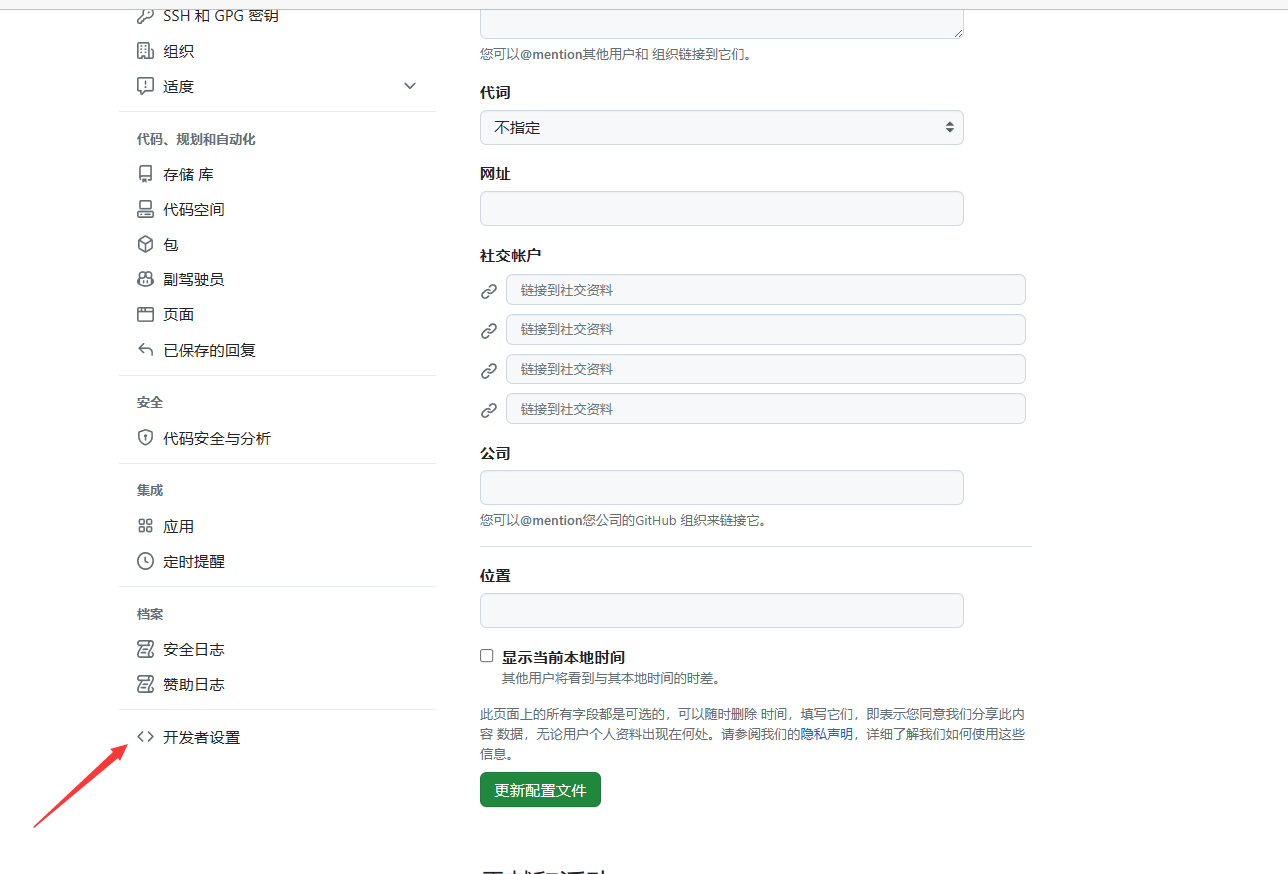 SSH 和 GPG 密钥
组织
适度
代码、规划和自动化
存储 库
代码空间
包
副驾驶员
页面
已保存的回复
安全
代码安全与分析
集成
应用
定时提醒
档案
安全日志
赞助日志
开发者设置
您可以@mention其他用户和 组织链接到它们。
代词
不指定
网址
社交帐户
链接到社交资料
链接到社交资料
链接到社交资料
链接到社交资料
公司
您可以@mention您公司的GitHub 组织来链接它。
位置
显示当前本地时间
其他用户将看到与其本地时间的时差。
此页面上的所有字段都是可选的，可以随时删除 时间，填写它们，即表示您同意我们分享此内
容 数据，无论用户个人资料出现在何处。请参阅我们的隐私声明，详细了解我们如何使用这些
信息。
更新配置文件